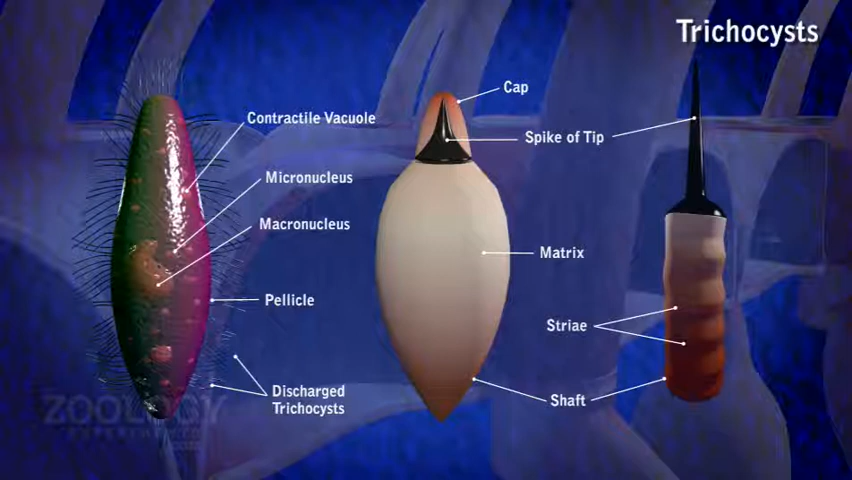 Trichocysts
Cap
Contractile Vacuole
Spike of Tip
Micronucleus
Macronucleus
Matrix
Pellicle
Striae
Discharged
Trichocysts
Shaft
ZOOLOGY